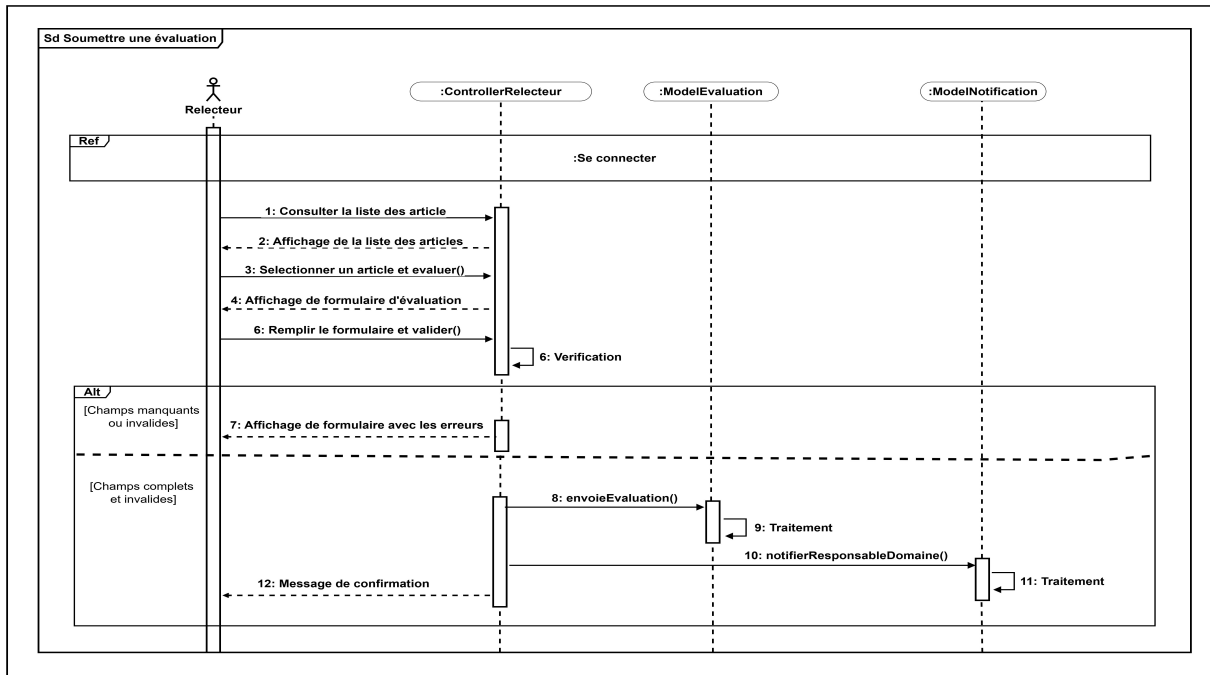 Sd Soumettre une évaluation
Relecteur
:ControllerRelecteur
:ModelEvaluation
:ModelNotification
Ref
:Se connecter
1: Consulter la liste des article
2: Affichage de la liste des articles
3: Selectionner un article et evaluer()
4: Affichage de formulaire d'évaluation
6: Remplir le formulaire et valider()
6: Verification
Alt
[Champs manquants
ou invalides]
7: Affichage de formulaire avec les erreurs
[Champs complets
et invalides]
8: envoieEvaluation()
9: Traitement
10: notifierResponsableDomaine()
11: Traitement
12: Message de confirmation